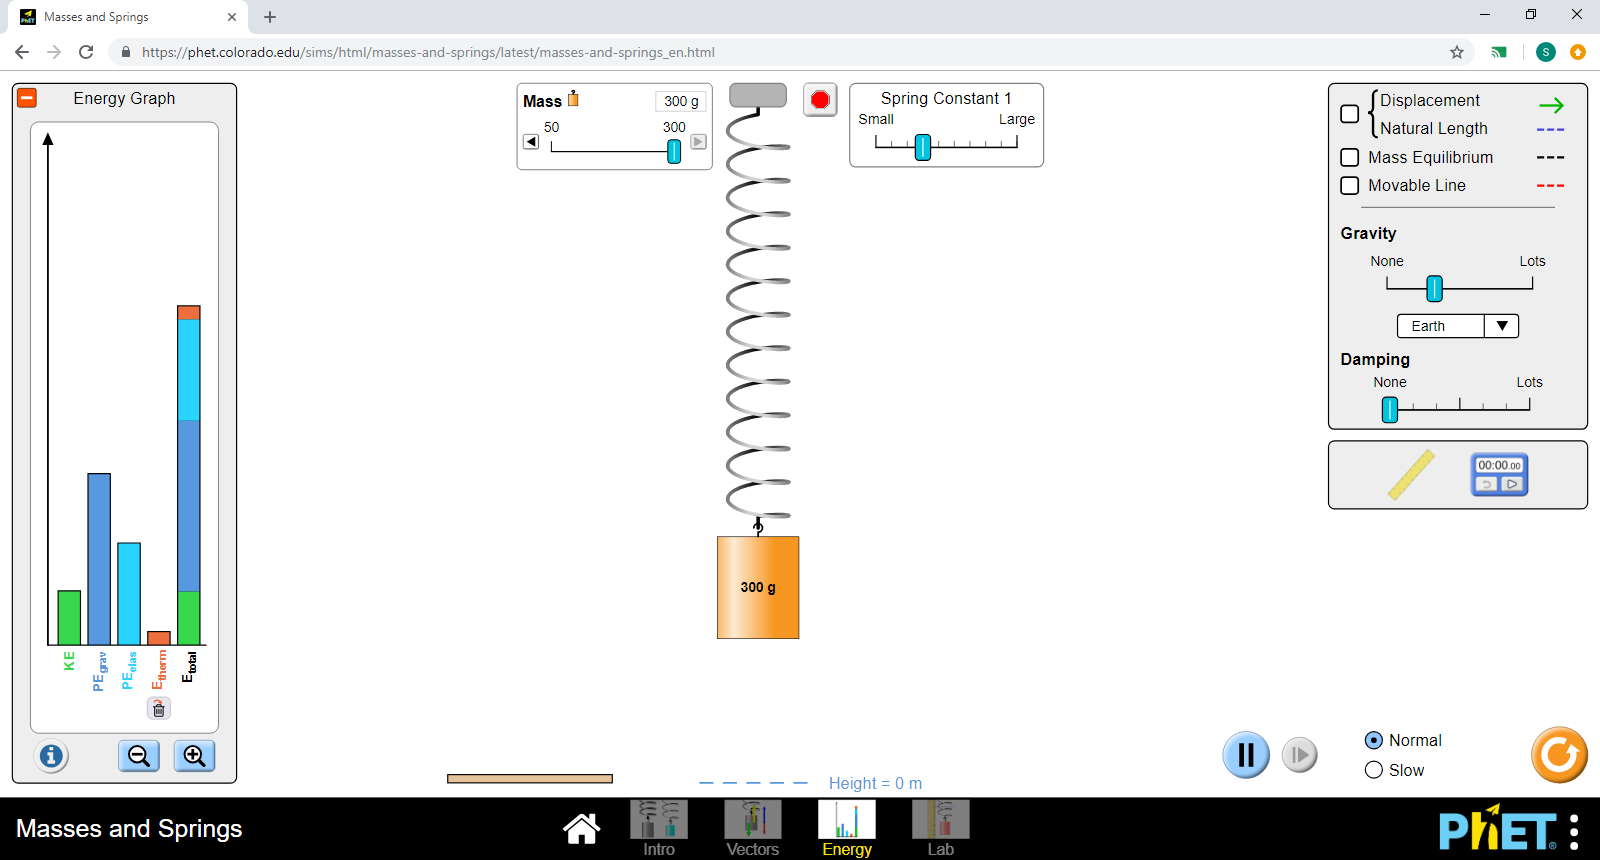 Masses and Springs
https://phet.colorado.edu/sims/html/masses-and-springs/latest/masses-and-springs_en.html
S
Energy Graph
KE
PEgrav
PEelas
Etherm
Etotal
Mass
300 g
50
300
Spring Constant 1
Small
Large
300 g
Displacement
Natural Length
Mass Equilibrium
Movable Line
Gravity
None
Lots
Earth
Damping
None
Lots
00:00.00
Height = 0 m
Normal
Slow
Masses and Springs
Intro
Vectors
Energy
Lab
PhET